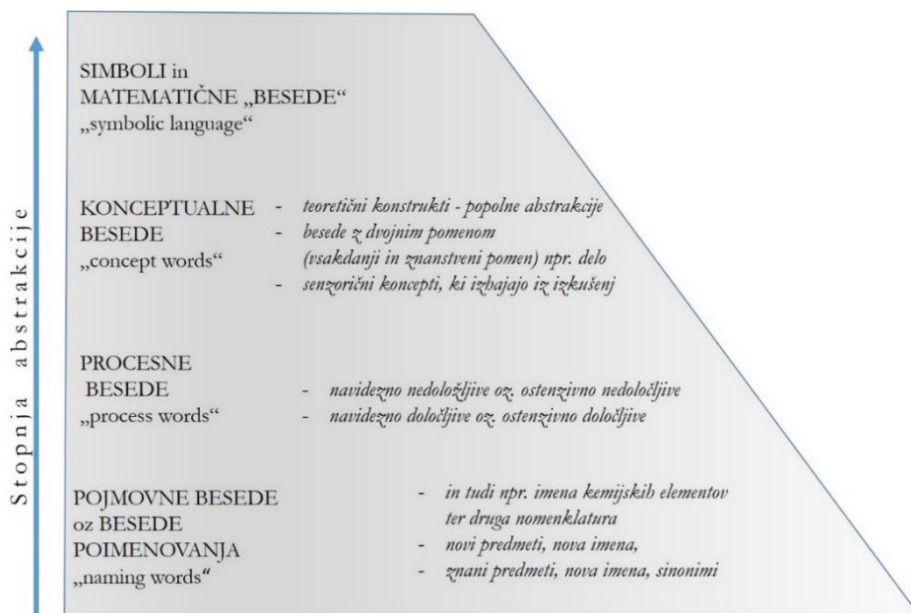 Stopnja abstrakcije
SIMBOLI in
MATEMATIČNE „BESEDE“
„symbolic language“
KONCEPTUALNE
BESEDE
„concept words“
- teoretični konstrukti - popolne abstrakcije
- besede z dvojnim pomenom
(vsakdanji in znanstveni pomen) npr. delo
- senzorični koncepti, ki izhajajo iz izkušenj
PROCESNE
BESEDE
„process words“
- navidezno nedoložljive oz. ostenzivno nedoločljive
- navidezno določljive oz. ostenzivno določljive
POJMOVNE BESEDE
oz BESEDE
POIMENOVANJA
„naming words“
- in tudi npr. imena kemijskih elementov
ter druga nomenklatura
- novi predmeti, nova imena,
- znani predmeti, nova imena, sinonimi